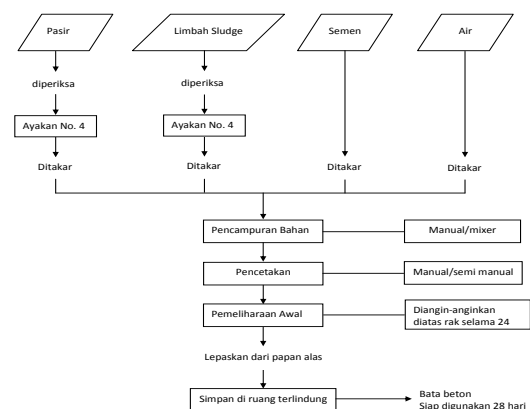 Pasir
Limbah Sludge
Semen
Air
diperiksa
diperiksa
Ayakan No. 4
Ayakan No. 4
Ditakar
Ditakar
Ditakar
Ditakar
Pencampuran Bahan
Manual/mixer
Pencetakan
Manual/semi manual
Pemeliharaan Awal
Diangin-anginkan
diatas rak selama 24
Lepaskan dari papan alas
Simpan di ruang terlindung
Bata beton
Siap digunakan 28 hari